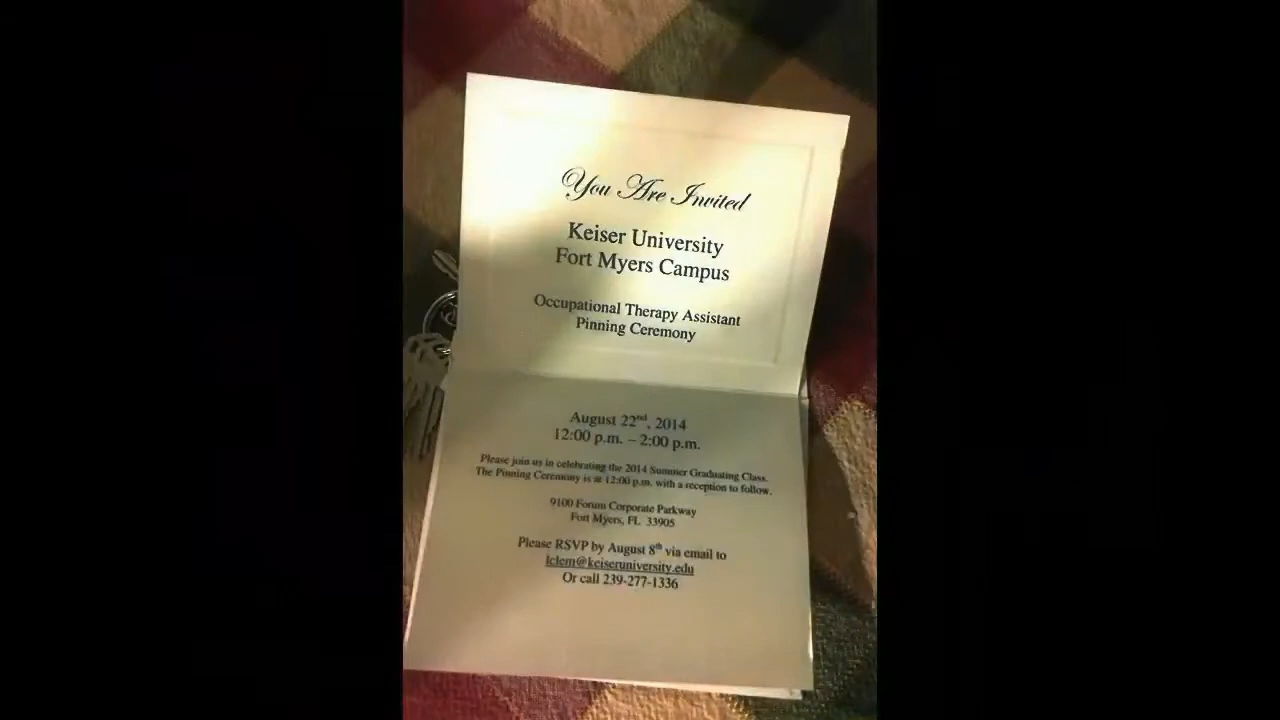 You Are Invited
Keiser University
Fort Myers Campus
Occupational Therapy Assistant
Pinning Ceremony
August 22nd, 2014
12:00 p.m. – 2:00 p.m.
Please join us in celebrating the 2014 Summer Graduating Class.
The Pinning Ceremony is at 12:00 p.m. with a reception to follow.
9100 Forum Corporate Parkway
Fort Myers, FL 33905
Please RSVP by August 8th via email to
lclem@keiseruniversity.edu
Or call 239-277-1336